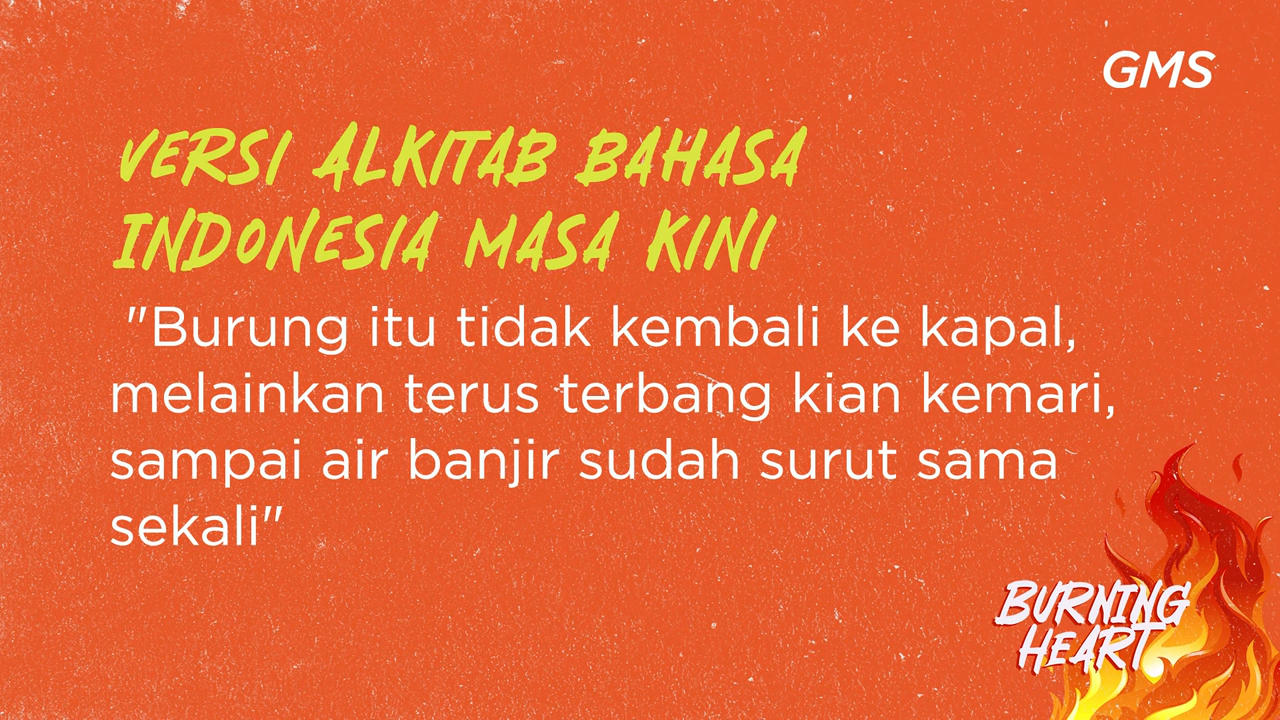 GMS
VERSI ALKITAB BAHASA
INDONESIA MASA KINI
"Burung itu tidak kembali ke kapal,
melainkan terus terbang kian kemari,
sampai air banjir sudah surut sama
sekali"
BURNING
HEART